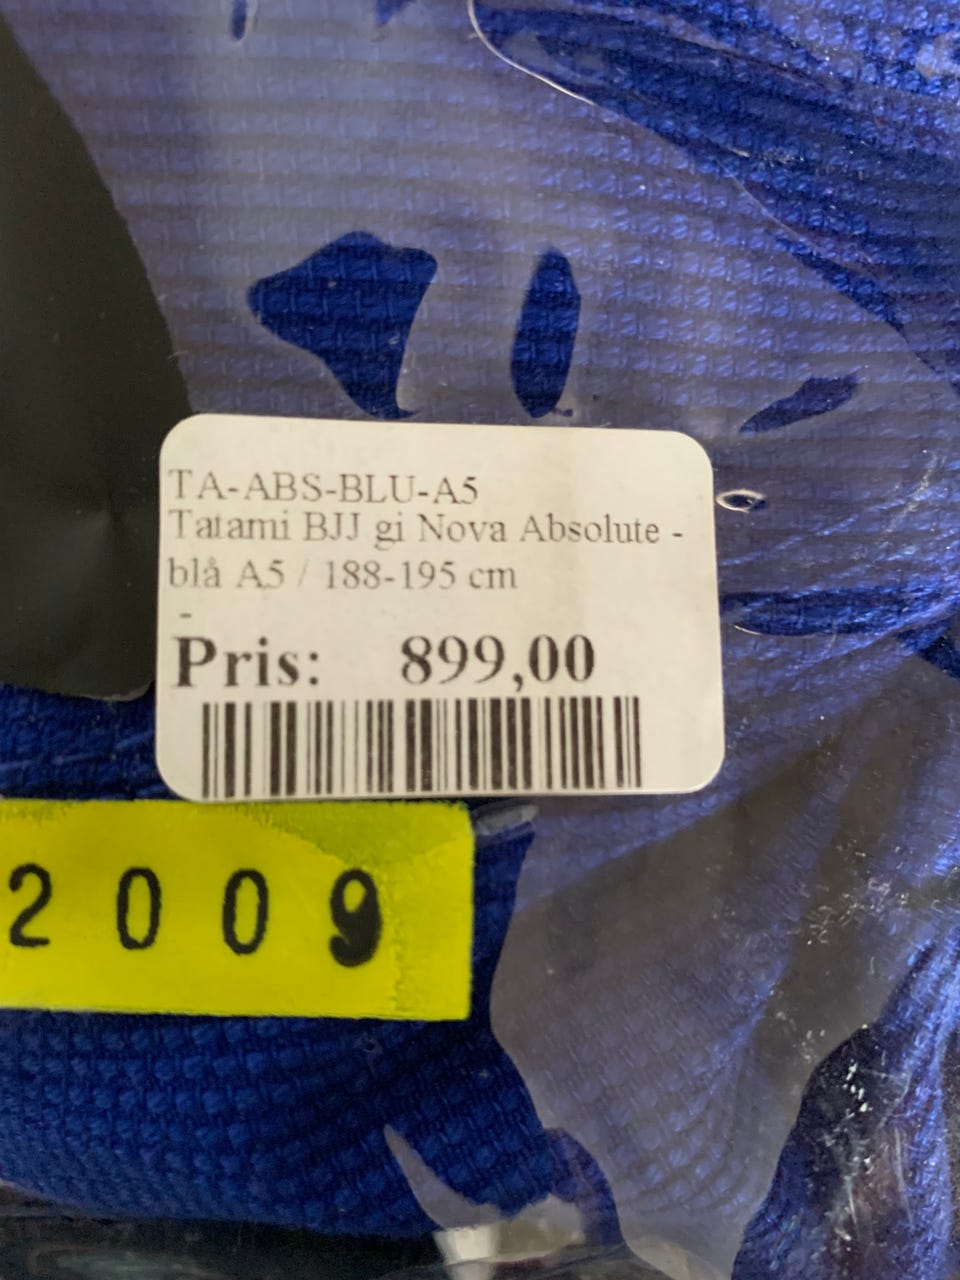 TA-ABS-BLU-A5
Tatami BJJ gi Nova Absolute -
blå A5 / 188-195 cm
-
Pris: 899,00
2009